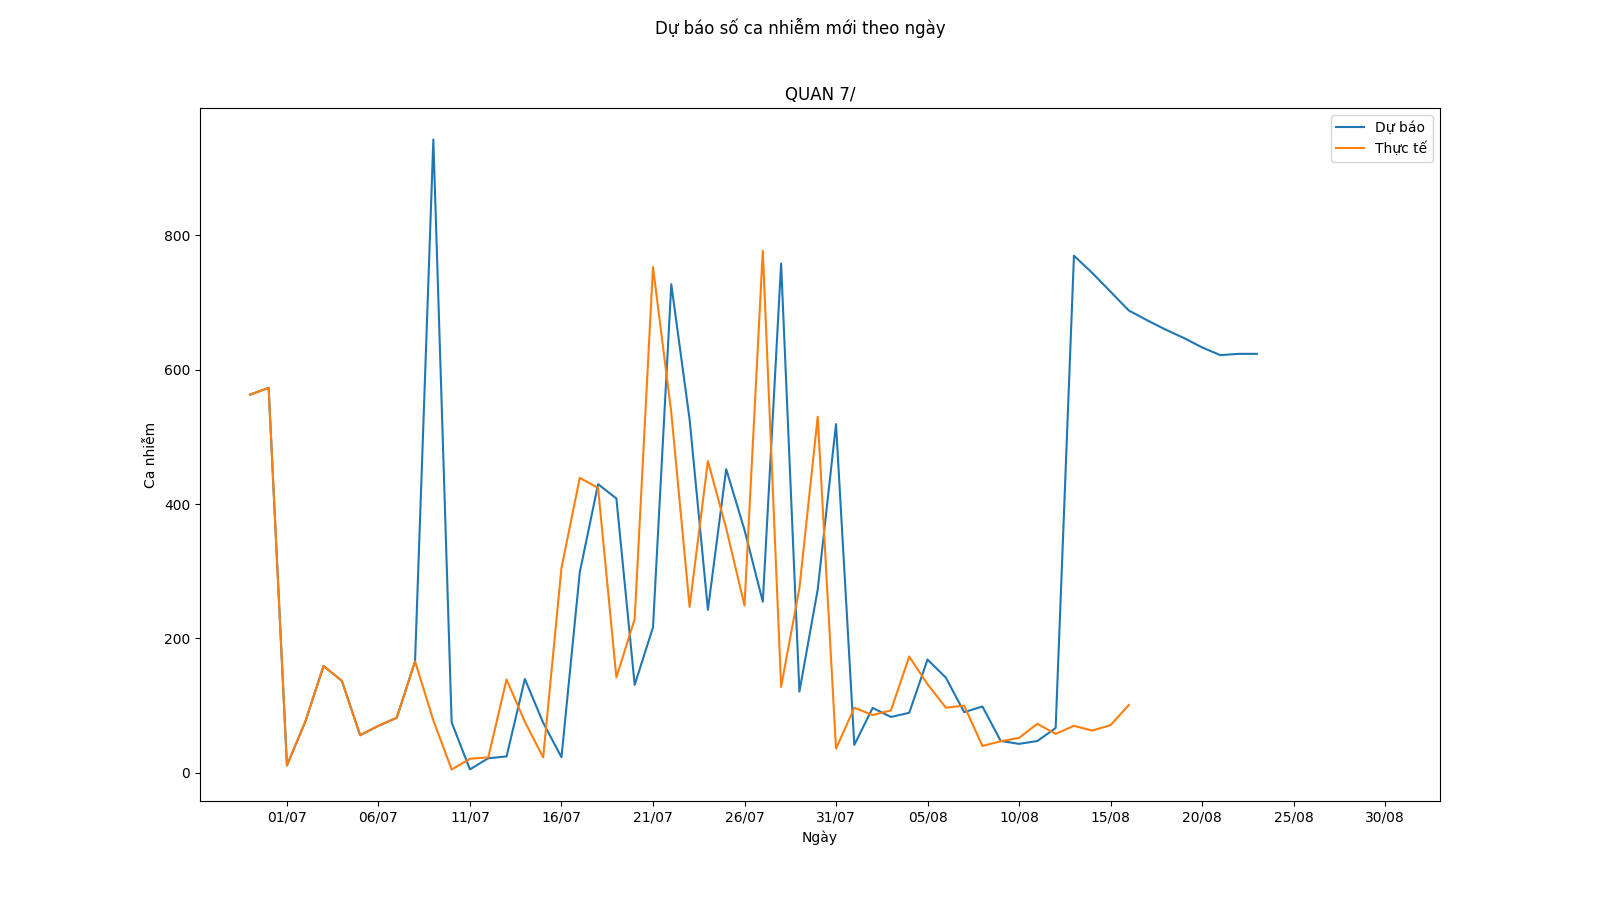 Dự báo số ca nhiễm mới theo ngày
QUAN 7/
Dự báo
Thực tế
800
600
400
200
0
Ca nhiễm
01/07 06/07 11/07 16/07 21/07 26/07 31/07 05/08 10/08 15/08 20/08 25/08 30/08
Ngày